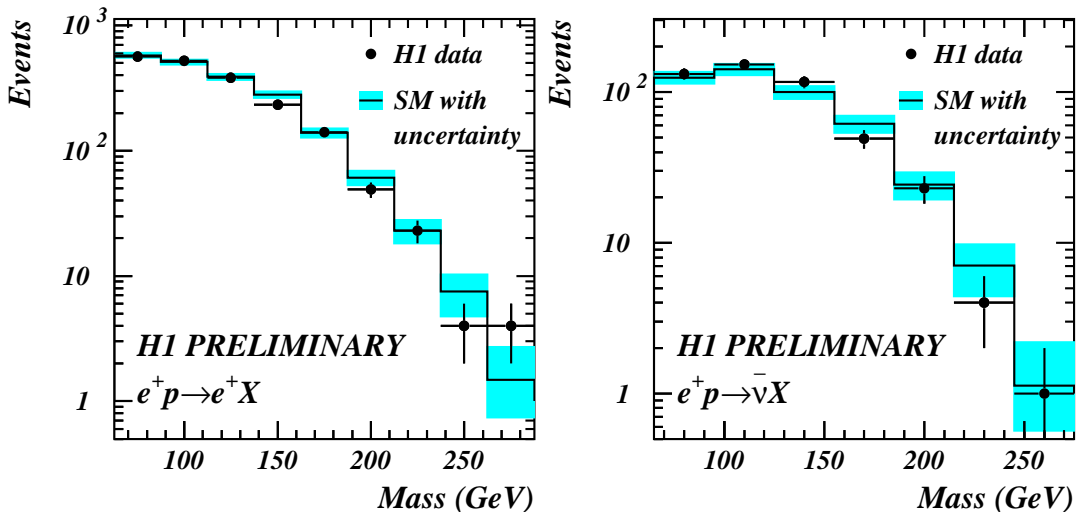 Events
10³
10²
10
1
H1 data
SM with
uncertainty
H1 PRELIMINARY
e⁺p→e⁺X
100 150 200 250
Mass (GeV)
Events
10²
10
1
H1 data
SM with
uncertainty
H1 PRELIMINARY
e⁺p→ν̄X
100 150 200 250
Mass (GeV)